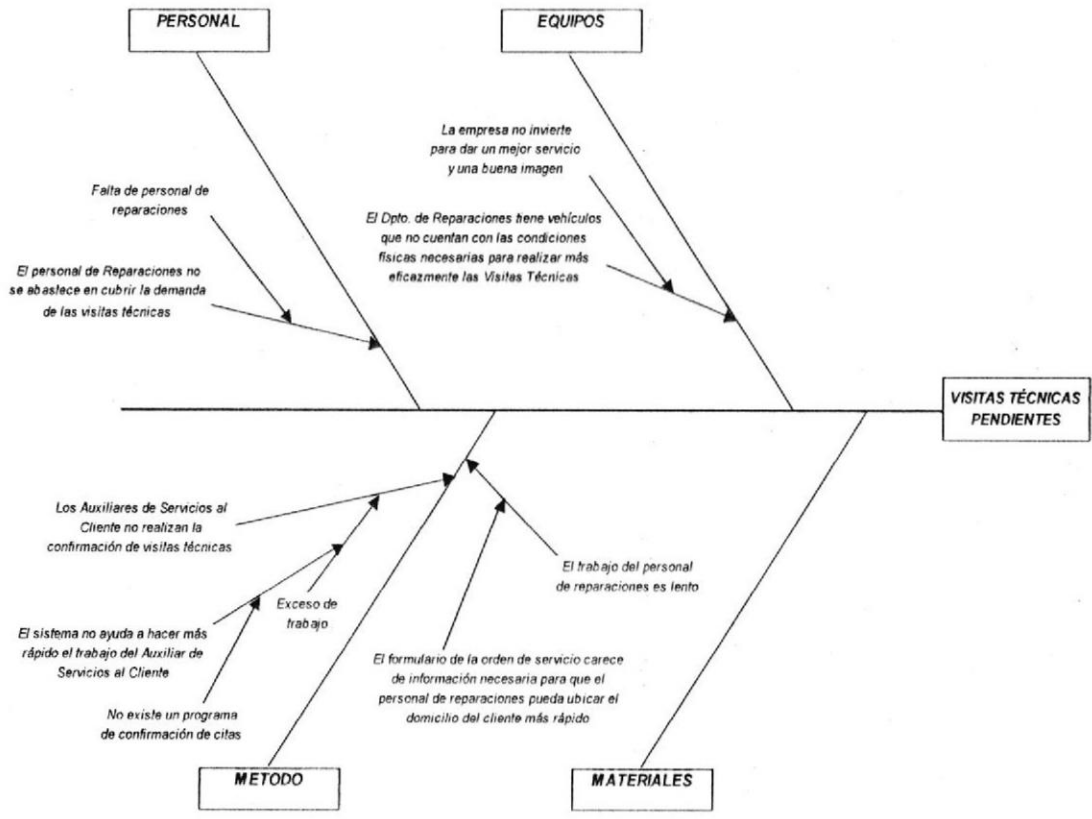 PERSONAL
EQUIPOS
La empresa no invierte
para dar un mejor servicio
y una buena imagen
Falta de personal de
reparaciones
El Dpto. de Reparaciones tiene vehículos
que no cuentan con las condiciones
físicas necesarias para realizar más
eficazmente las Visitas Técnicas
El personal de Reparaciones no
se abastece en cubrir la demanda
de las visitas técnicas
VISITAS TÉCNICAS
PENDIENTES
Los Auxiliares de Servicios al
Cliente no realizan la
confirmación de visitas técnicas
El trabajo del personal
de reparaciones es lento
Exceso de
trabajo
El sistema no ayuda a hacer más
rápido el trabajo del Auxiliar de
Servicios al Cliente
El formulario de la orden de servicio carece
de información necesaria para que el
personal de reparaciones pueda ubicar el
domicilio del cliente más rápido
No existe un programa
de confirmación de citas
METODO
MATERIALES